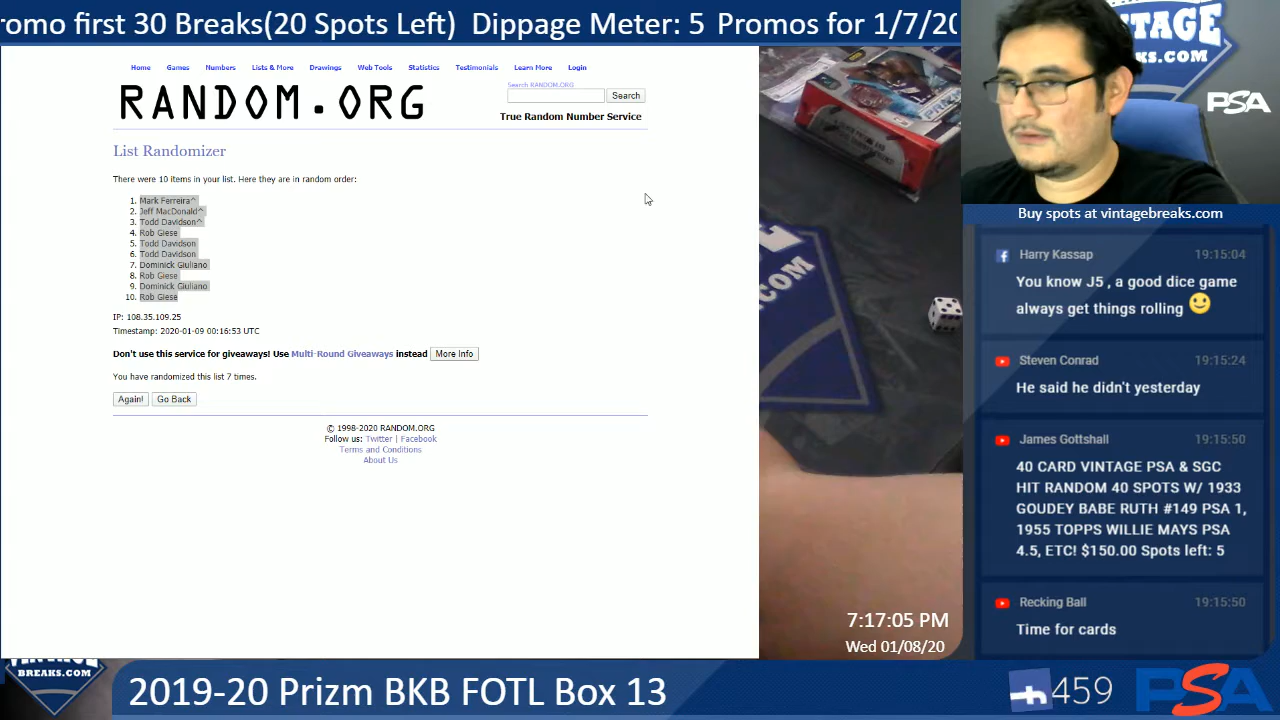 romo first 30 Breaks(20 Spots Left) Dippage Meter: 5 Promos for 1/7/20
Home Games Numbers Lists & More Drawings Web Tools Statistics Testimonials Learn More Login
RANDOM.ORG
Search RANDOM.ORG
Search
True Random Number Service
List Randomizer
There were 10 items in your list. Here they are in random order:
1. Mark Ferreira^
2. Jeff MacDonald^
3. Todd Davidson^
4. Rob Giese
5. Todd Davidson
6. Todd Davidson
7. Dominick Giuliano
8. Rob Giese
9. Dominick Giuliano
10. Rob Giese
IP: 108.35.109.25
Timestamp: 2020-01-09 00:16:53 UTC
Don't use this service for giveaways! Use Multi-Round Giveaways instead More Info
You have randomized this list 7 times.
Again! Go Back
© 1998-2020 RANDOM.ORG
Follow us: Twitter | Facebook
Terms and Conditions
About Us
COM
7:17:05 PM
Wed 01/08/20
TAGE
KS.COM
PSA
Buy spots at vintagebreaks.com
Harry Kassap 19:15:04
You know J5 , a good dice game
always get things rolling
Steven Conrad 19:15:24
He said he didn't yesterday
James Gottshall 19:15:50
40 CARD VINTAGE PSA & SGC
HIT RANDOM 40 SPOTS W/ 1933
GOUDEY BABE RUTH #149 PSA 1,
1955 TOPPS WILLIE MAYS PSA
4.5, ETC! $150.00 Spots left: 5
Recking Ball 19:15:50
Time for cards
VINTAGE
BREAKS.COM
2019-20 Prizm BKB FOTL Box 13
459
PSA